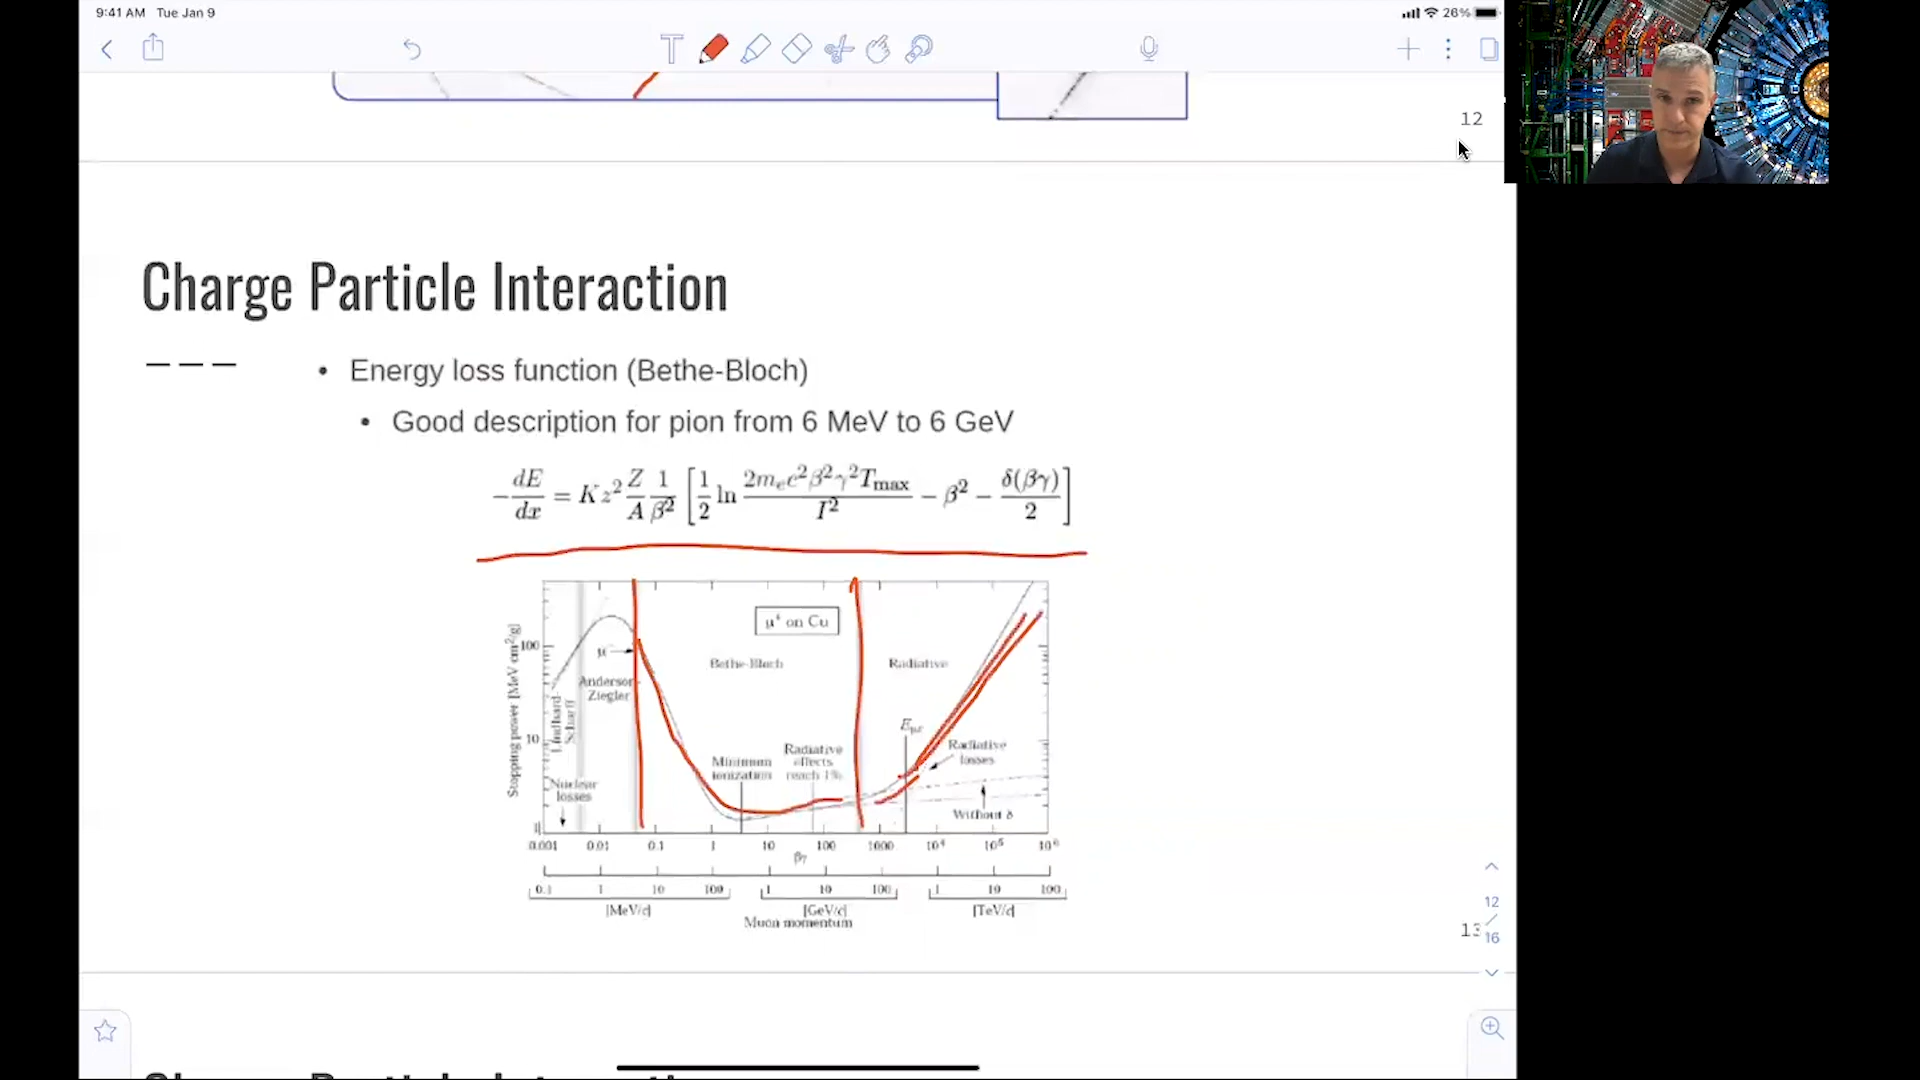 9:41 AM Tue Jan 9
26%
12
Charge Particle Interaction
• Energy loss function (Bethe-Bloch)
• Good description for pion from 6 MeV to 6 GeV
-dE/dx = Kz² Z/A 1/β² [1/2 ln 2mₑc²β²γ²Tmax/I² - β² - δ(βγ)/2]
μ⁺ on Cu
Bethe-Bloch
Radiative
μ⁻
Anderson
Ziegler
Lindhard
Scharff
Stopping power [MeV cm²/g]
100
10
1
Eμc
Radiative
losses
Radiative
effects
reach 1%
Minimum
ionization
Nuclear
losses
Without δ
0.001 0.01 0.1 1 10 100 1000 10⁴ 10⁵ 10⁶
βγ
0.1 1 10 100 1 10 100 1 10 100
[MeV/c] [GeV/c] [TeV/c]
Muon momentum
12
16
13